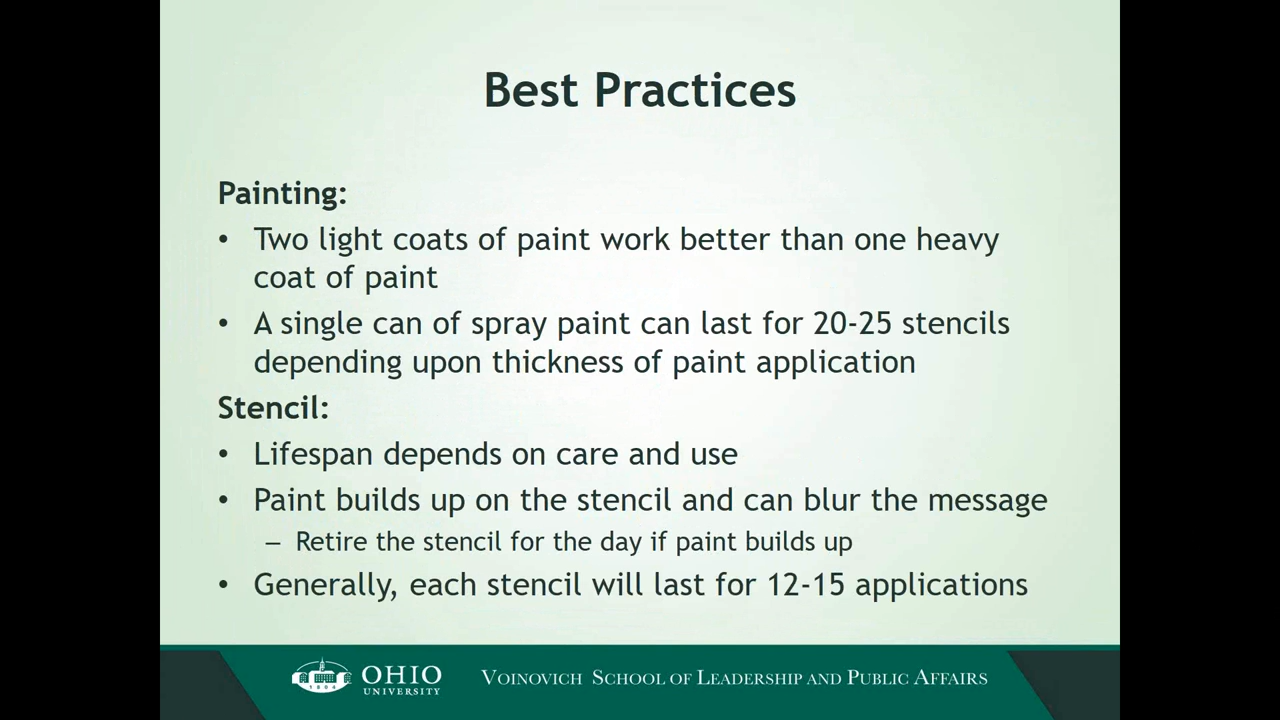 Best Practices
Painting:
• Two light coats of paint work better than one heavy
coat of paint
• A single can of spray paint can last for 20-25 stencils
depending upon thickness of paint application
Stencil:
• Lifespan depends on care and use
• Paint builds up on the stencil and can blur the message
– Retire the stencil for the day if paint builds up
• Generally, each stencil will last for 12-15 applications
1804
OHIO
UNIVERSITY
VOINOVICH SCHOOL OF LEADERSHIP AND PUBLIC AFFAIRS